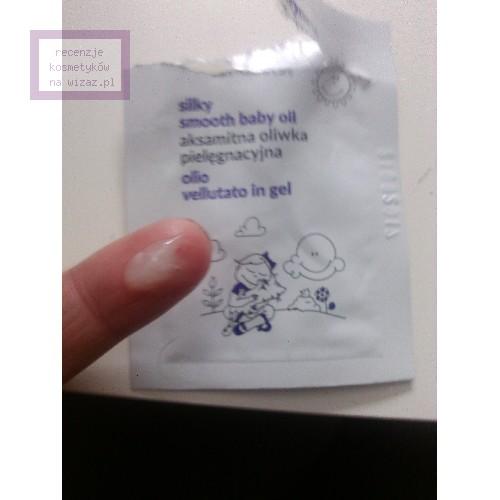 recenzje
kosmetyków
na wizaz.pl
silky
smooth baby oil
aksamitna oliwka
pielęgnacyjna
olio
vellutato in gel